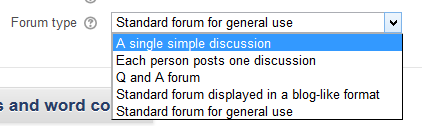 Forum type Standard forum for general use
A single simple discussion
Each person posts one discussion
Q and A forum
Standard forum displayed in a blog-like format
s and word co
Standard forum for general use